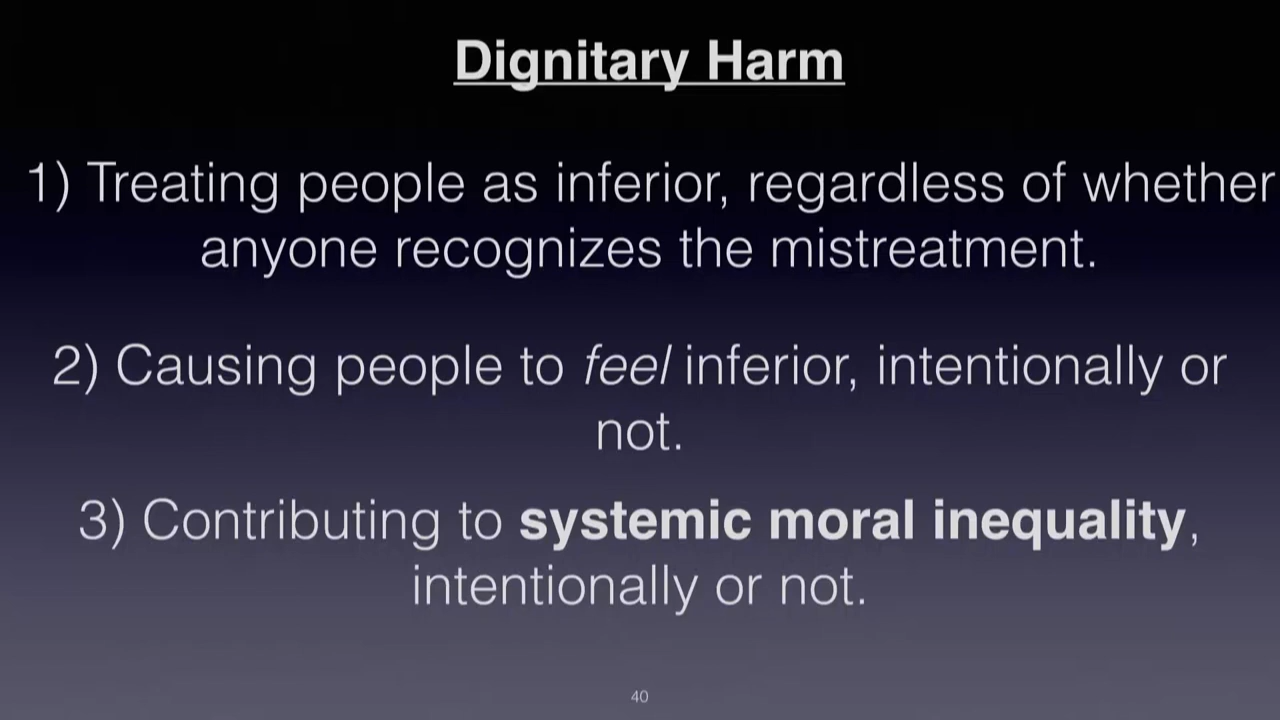 Dignitary Harm
1) Treating people as inferior, regardless of whether
anyone recognizes the mistreatment.
2) Causing people to feel inferior, intentionally or
not.
3) Contributing to systemic moral inequality,
intentionally or not.
40